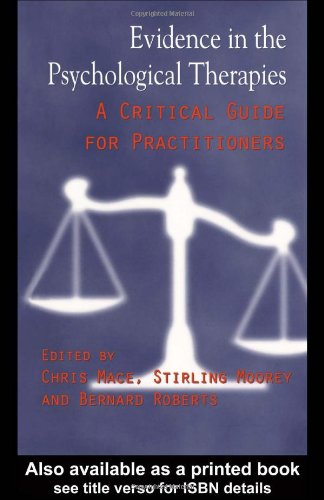 Evidence in the
Psychological Therapies
A Critical Guide
for Practitioners
Edited by
Chris Mace, Stirling Moorey
and Bernard Roberts
Also available as a printed book
see title verso for ISBN details